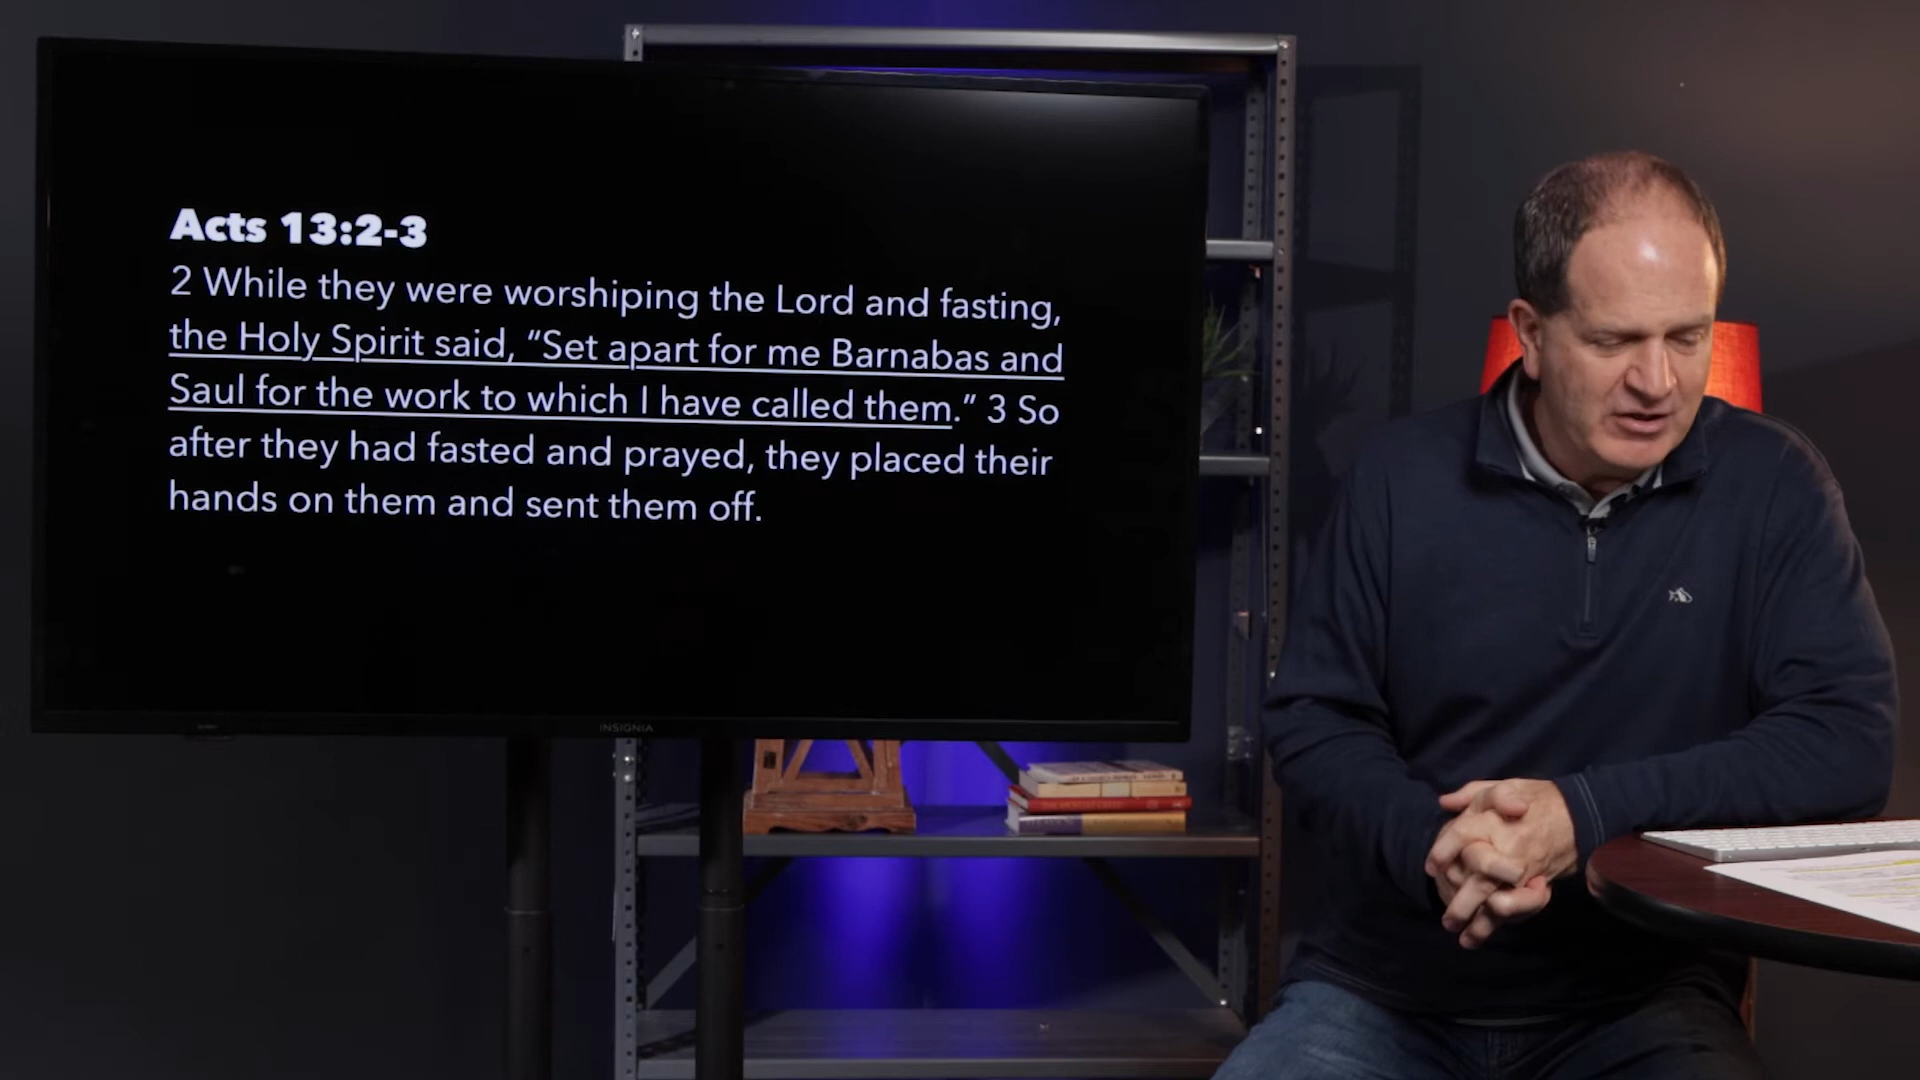 Acts 13:2-3
2 While they were worshiping the Lord and fasting,
the Holy Spirit said, “Set apart for me Barnabas and
Saul for the work to which I have called them.” 3 So
after they had fasted and prayed, they placed their
hands on them and sent them off.
INSIGNIA